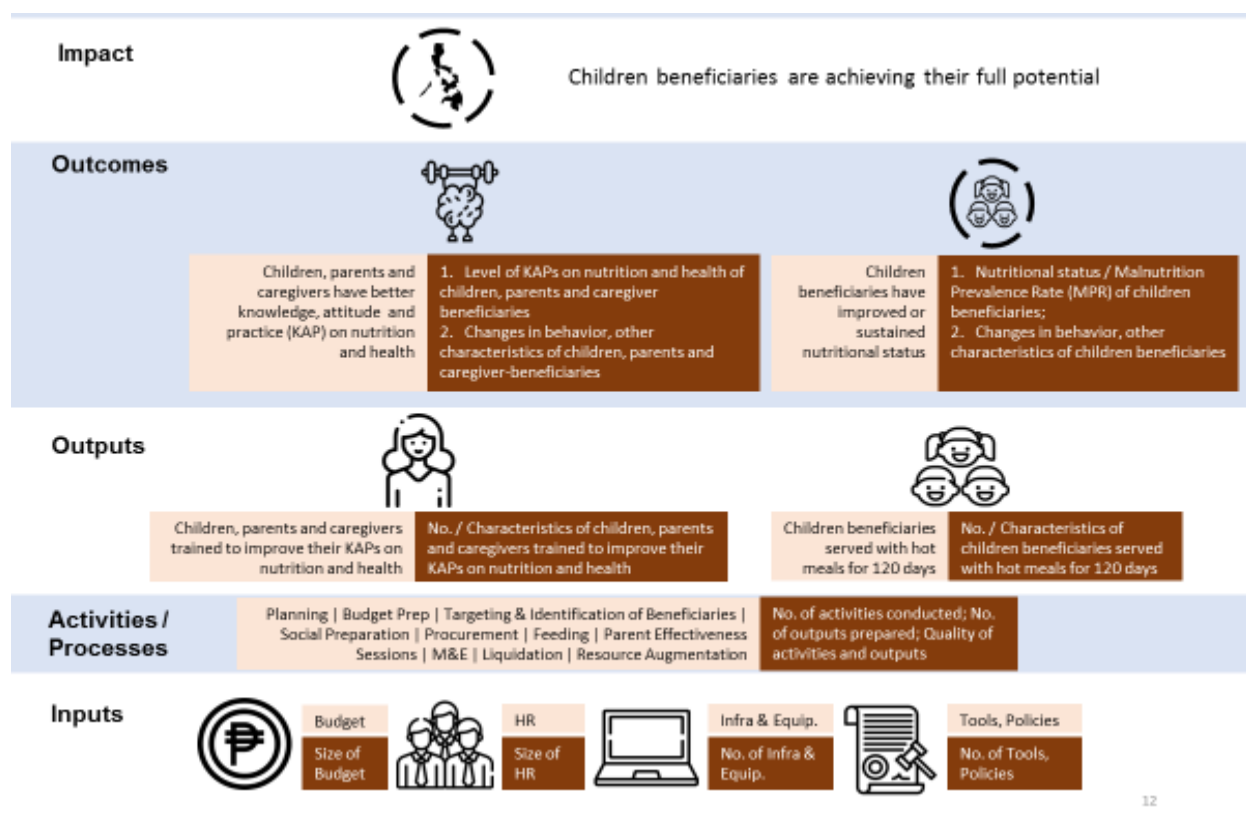 Impact
Children beneficiaries are achieving their full potential
Outcomes
Children, parents and
caregivers have better
knowledge, attitude and
practice (KAP) on nutrition
and health
1. Level of KAPs on nutrition and health of
children, parents and caregiver
beneficiaries
2. Changes in behavior, other
characteristics of children, parents and
caregiver-beneficiaries
Children
beneficiaries have
improved or
sustained
nutritional status
1. Nutritional status / Malnutrition
Prevalence Rate (MPR) of children
beneficiaries;
2. Changes in behavior, other
characteristics of children beneficiaries
Outputs
Children, parents and caregivers
trained to improve their KAPs on
nutrition and health
No. / Characteristics of children, parents
and caregivers trained to improve their
KAPs on nutrition and health
Children beneficiaries
served with hot
meals for 120 days
No. / Characteristics of
children beneficiaries served
with hot meals for 120 days
Activities /
Processes
Planning | Budget Prep | Targeting & Identification of Beneficiaries |
Social Preparation | Procurement | Feeding | Parent Effectiveness
Sessions | M&E | Liquidation | Resource Augmentation
No. of activities conducted; No.
of outputs prepared; Quality of
activities and outputs
Inputs
Budget
Size of
Budget
HR
Size of
HR
Infra & Equip.
No. of Infra &
Equip.
Tools, Policies
No. of Tools,
Policies
12